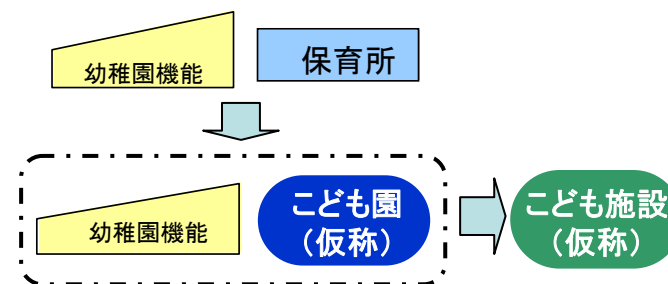 幼稚園機能
保育所
幼稚園機能
こども園
（仮称）
こども施設
（仮称）